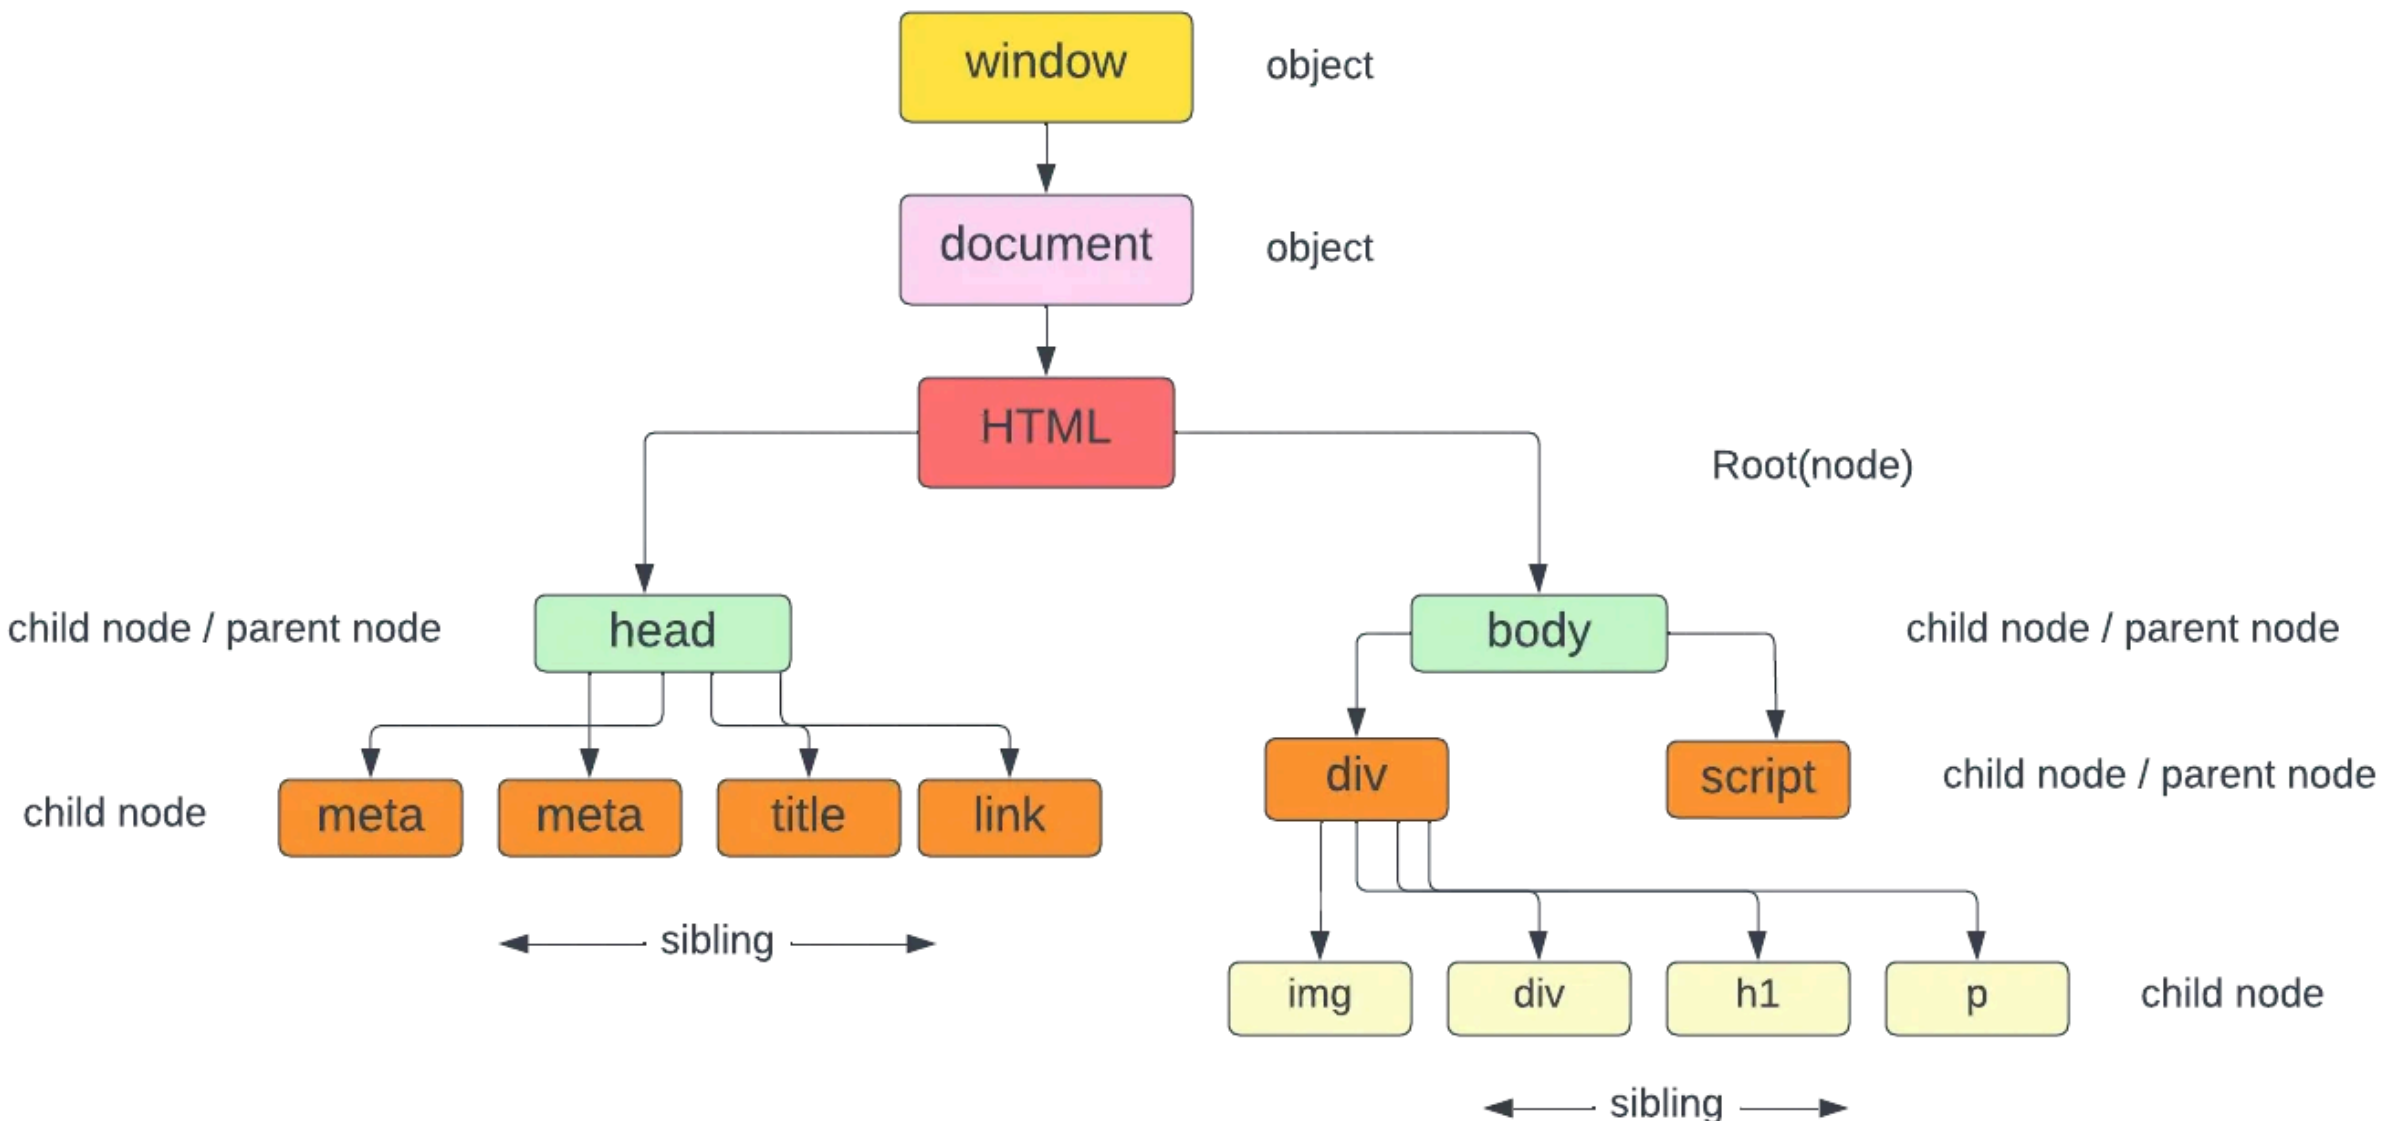 window
object
document
object
HTML
Root(node)
child node / parent node
head
body
child node / parent node
div
script
child node / parent node
child node
meta
meta
title
link
sibling
img
div
h1
p
child node
sibling